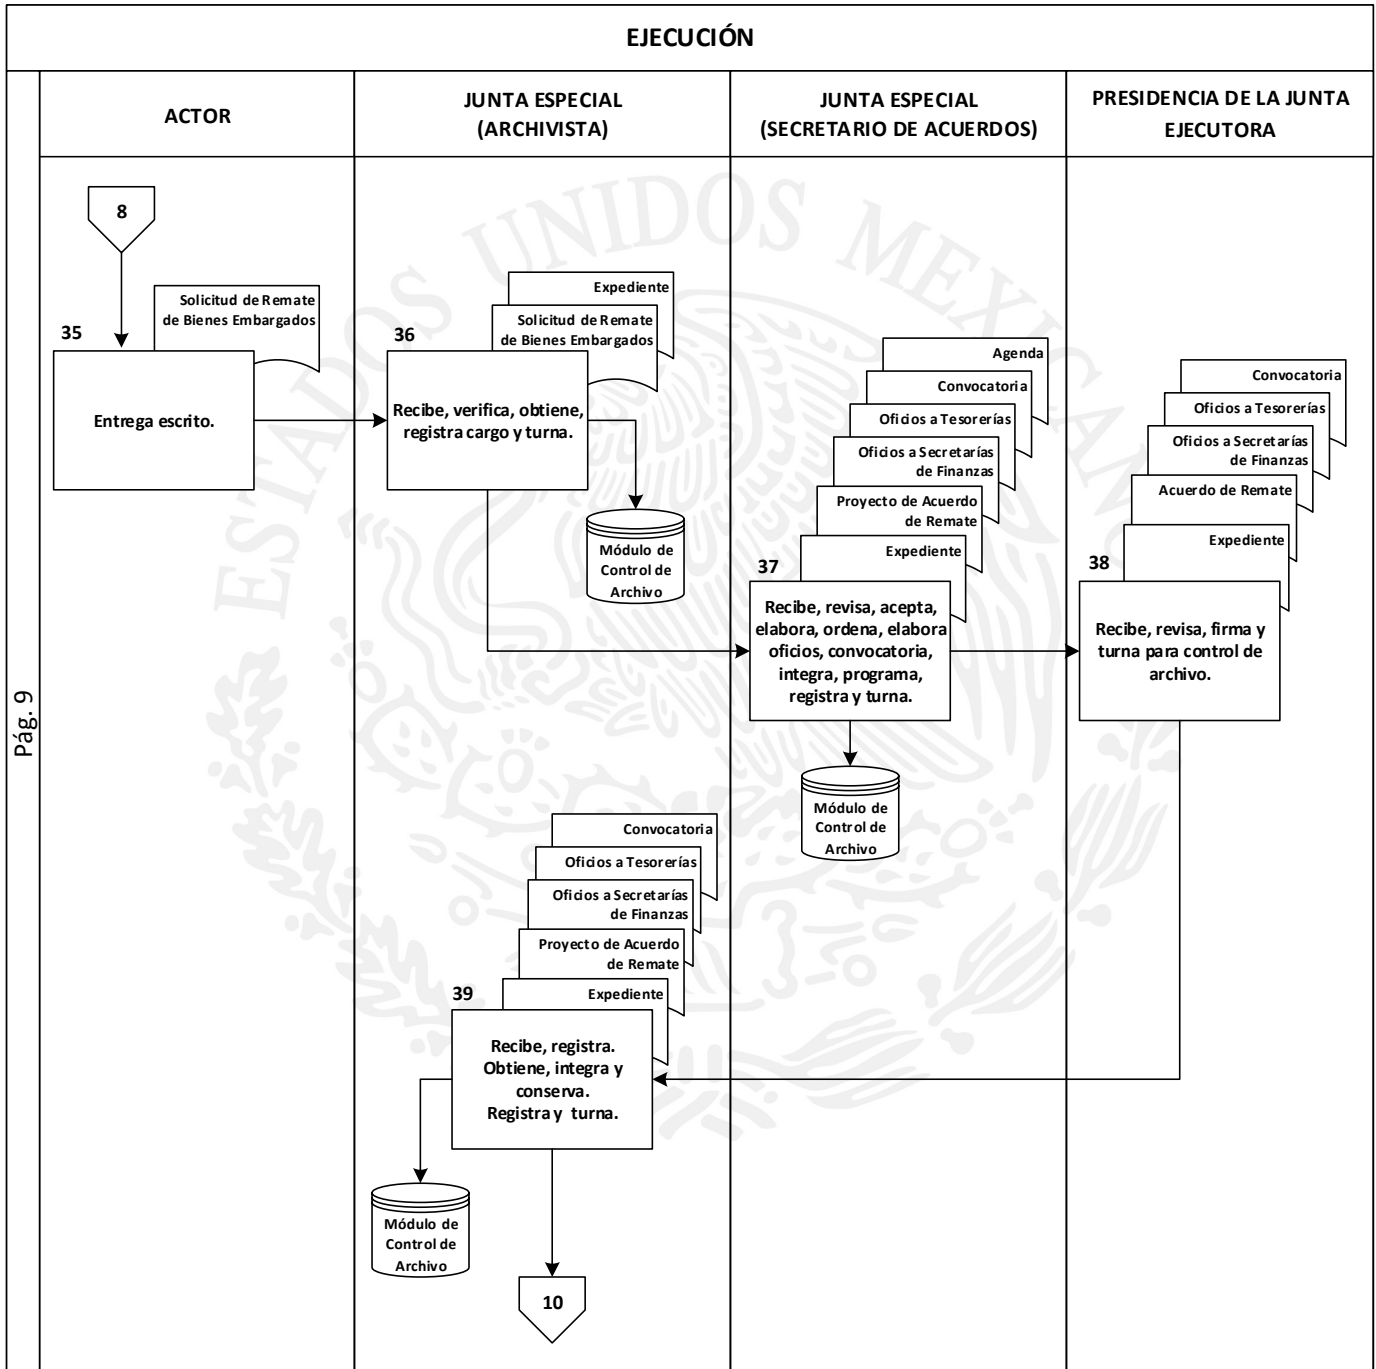 EJECUCIÓN
ACTOR
JUNTA ESPECIAL
(ARCHIVISTA)
JUNTA ESPECIAL
(SECRETARIO DE ACUERDOS)
PRESIDENCIA DE LA JUNTA
EJECUTORA
Pág. 9
ESTADOS UNIDOS MEXICANOS
8
Solicitud de Remate
de Bienes Embargados
35
Entrega escrito.
Expediente
Solicitud de Remate
de Bienes Embargados
36
Recibe, verifica, obtiene,
registra cargo y turna.
Módulo de
Control de
Archivo
Agenda
Convocatoria
Oficios a Tesorerías
Oficios a Secretarías
de Finanzas
Proyecto de Acuerdo
de Remate
Expediente
37
Recibe, revisa, acepta,
elabora, ordena, elabora
oficios, convocatoria,
integra, programa,
registra y turna.
Módulo de
Control de
Archivo
Convocatoria
Oficios a Tesorerías
Oficios a Secretarías
de Finanzas
Acuerdo de Remate
Expediente
38
Recibe, revisa, firma y
turna para control de
archivo.
Convocatoria
Oficios a Tesorerías
Oficios a Secretarías
de Finanzas
Proyecto de Acuerdo
de Remate
Expediente
39
Recibe, registra.
Obtiene, integra y
conserva.
Registra y turna.
Módulo de
Control de
Archivo
10